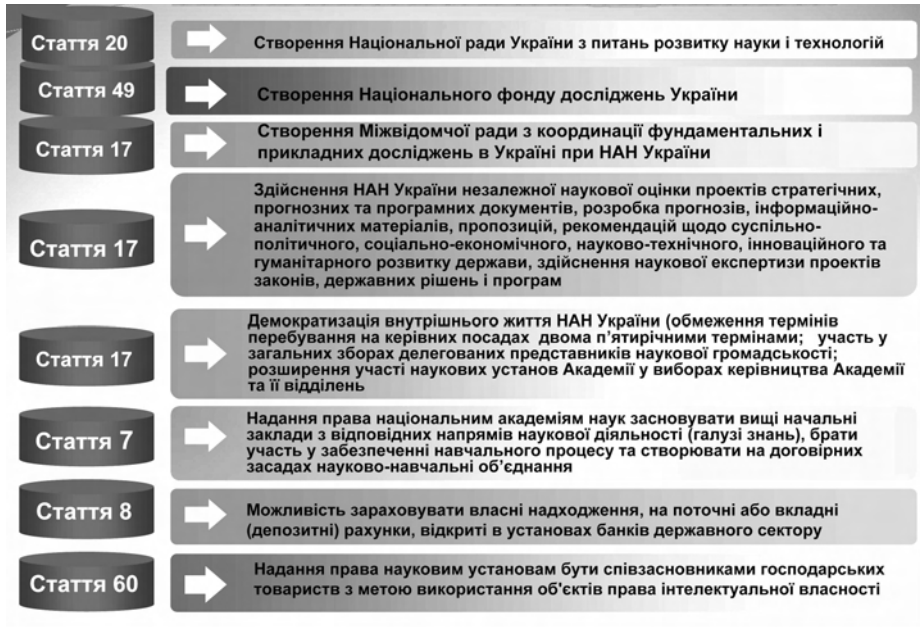 Стаття 20
Створення Національної ради України з питань розвитку науки і технологій
Стаття 49
Створення Національного фонду досліджень України
Стаття 17
Створення Міжвідомчої ради з координації фундаментальних і
прикладних досліджень в Україні при НАН України
Стаття 17
Здійснення НАН України незалежної наукової оцінки проектів стратегічних,
прогнозних та програмних документів, розробка прогнозів, інформаційно-
аналітичних матеріалів, пропозицій, рекомендацій щодо суспільно-
політичного, соціально-економічного, науково-технічного, інноваційного та
гуманітарного розвитку держави, здійснення наукової експертизи проектів
законів, державних рішень і програм
Стаття 17
Демократизація внутрішнього життя НАН України (обмеження термінів
перебування на керівних посадах двома п’ятирічними термінами; участь у
загальних зборах делегованих представників наукової громадськості;
розширення участі наукових установ Академії у виборах керівництва Академії
та її відділень
Стаття 7
Надання права національним академіям наук засновувати вищі начальні
заклади з відповідних напрямів наукової діяльності (галузі знань), брати
участь у забезпеченні навчального процесу та створювати на договірних
засадах науково-навчальні об’єднання
Стаття 8
Можливість зараховувати власні надходження, на поточні або вкладні
(депозитні) рахунки, відкриті в установах банків державного сектору
Стаття 60
Надання права науковим установам бути співзасновниками господарських
товариств з метою використання об'єктів права інтелектуальної власності